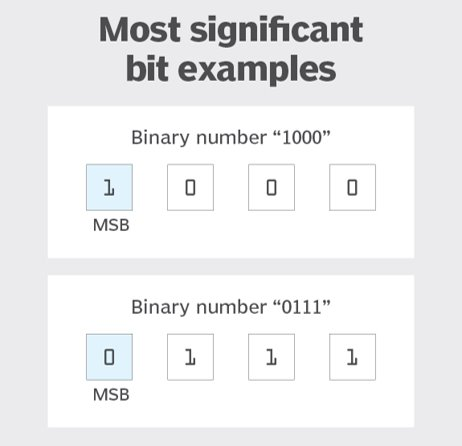 Most significant
bit examples
Binary number “1000”
1 0 0 0
MSB
Binary number “0111”
0 1 1 1
MSB